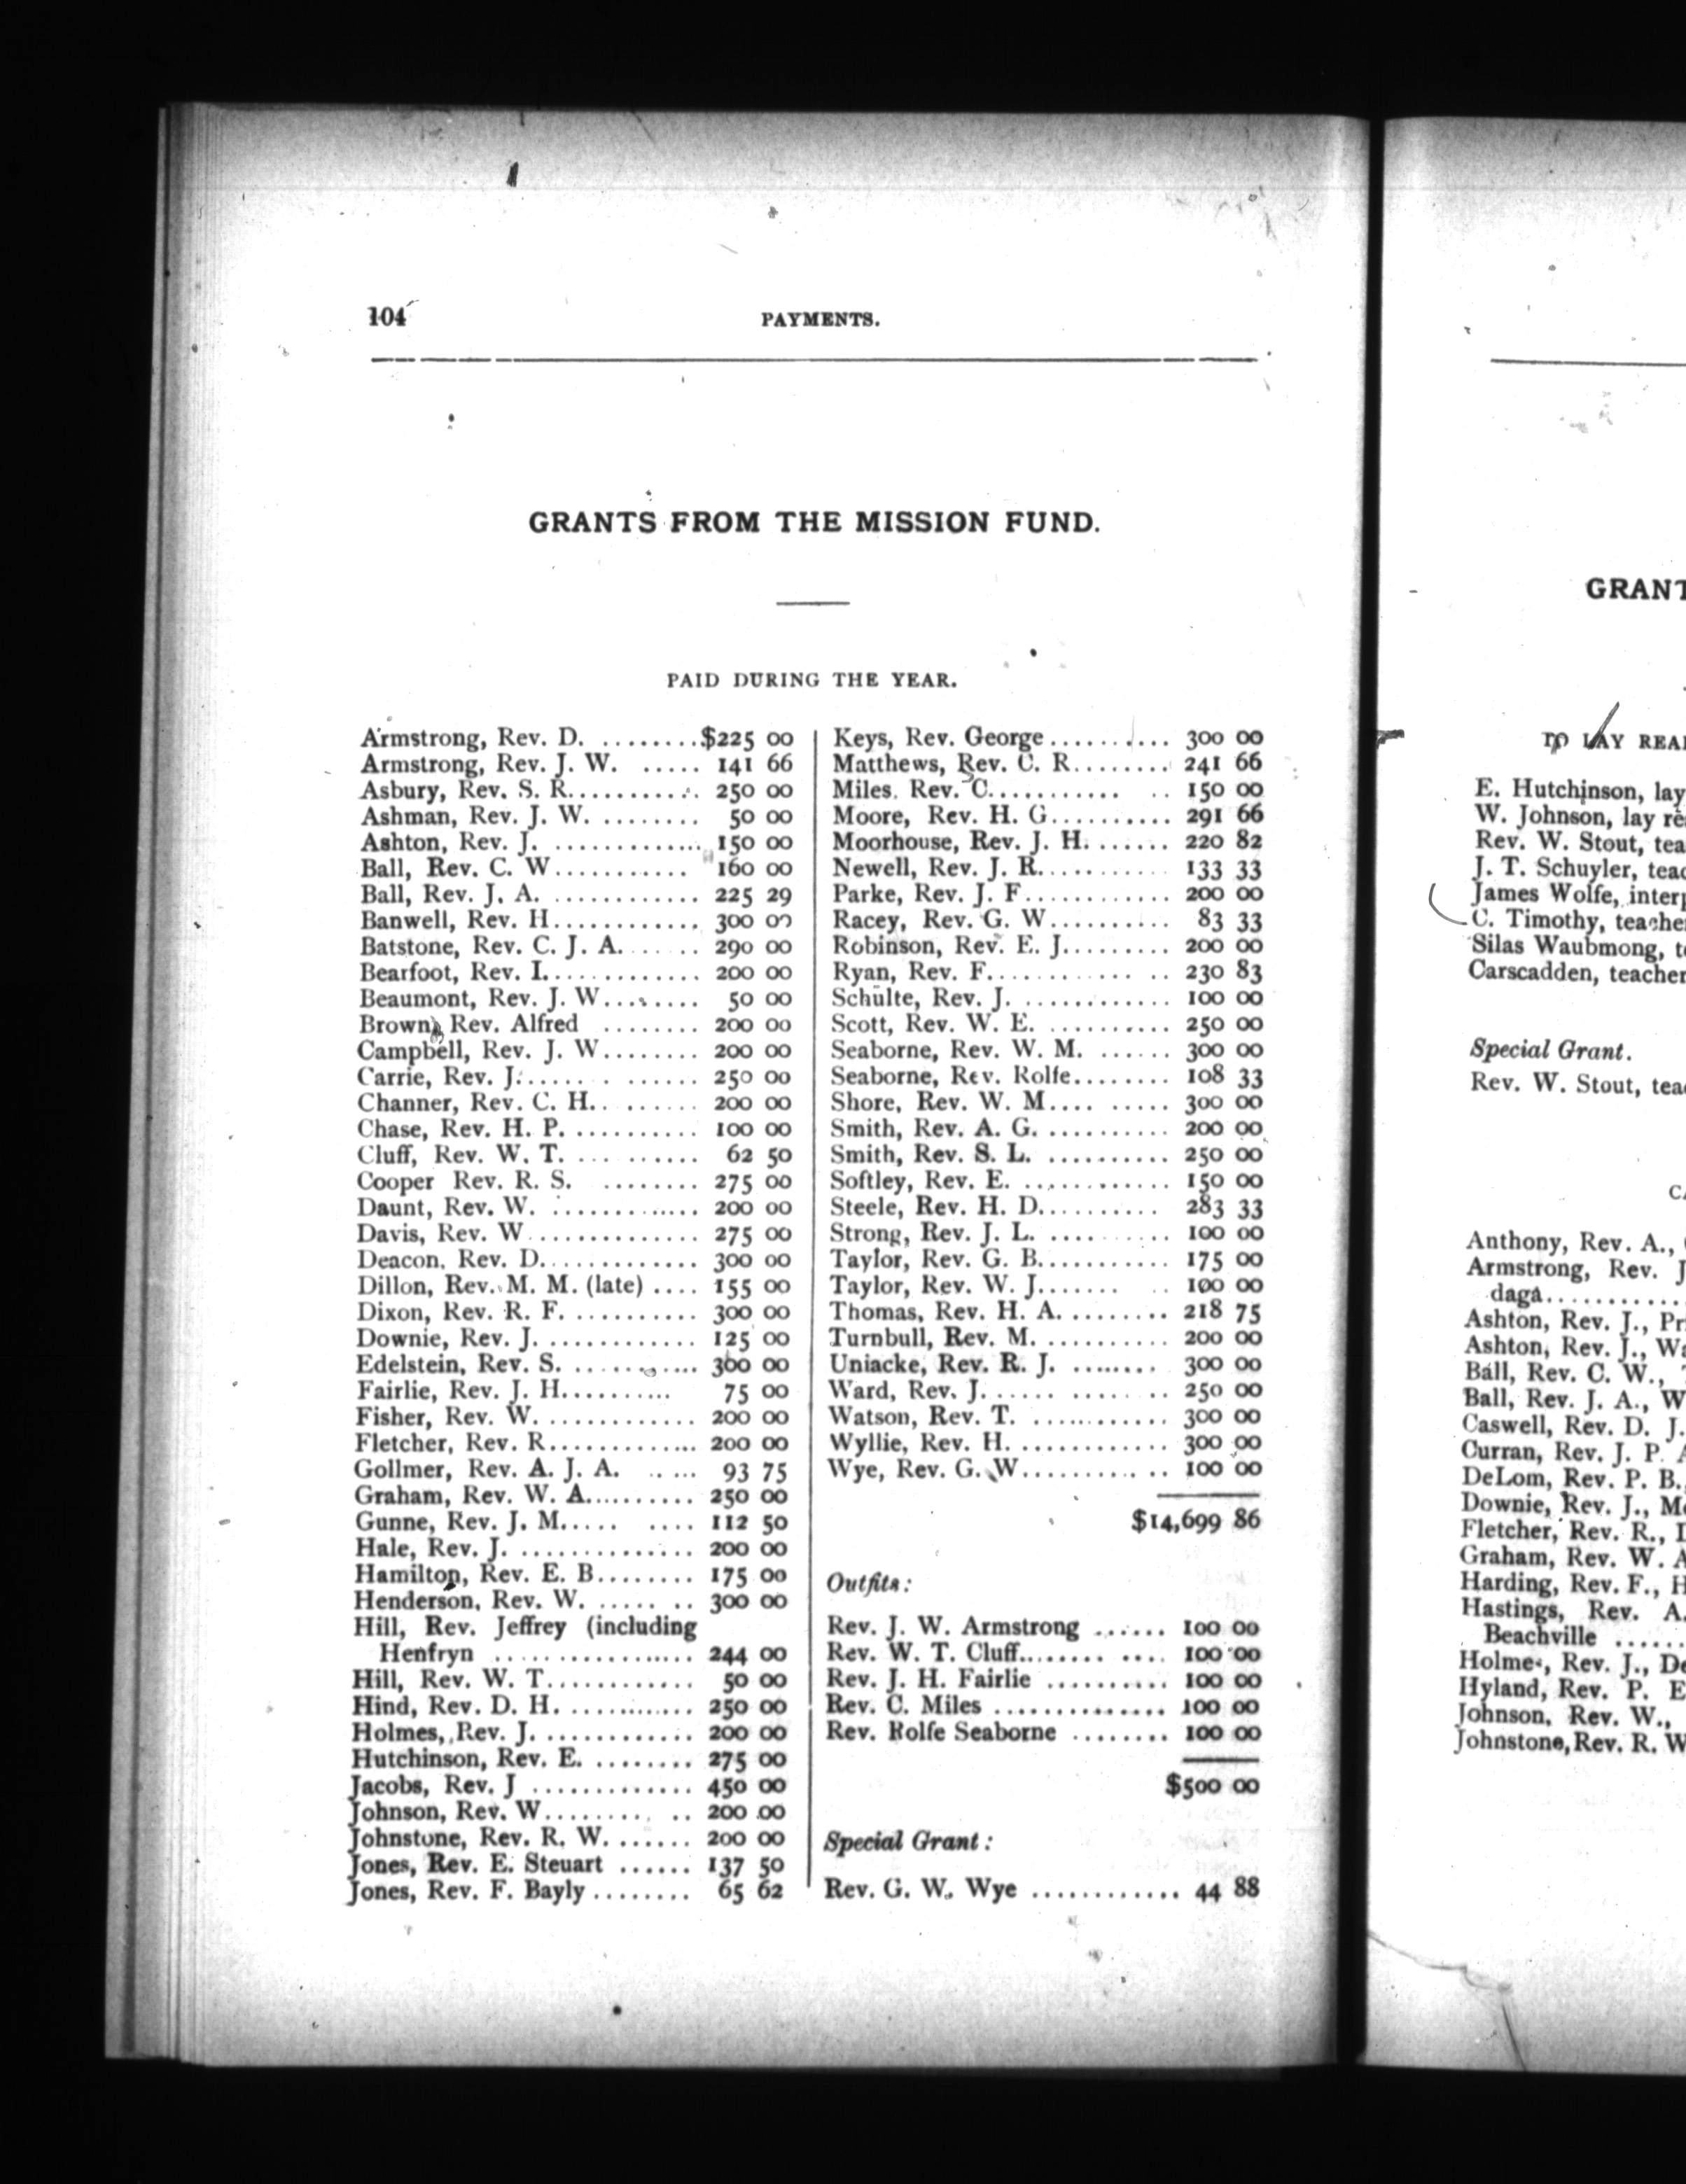 104
PAYMENTS.
GRANTS FROM THE MISSION FUND.
PAID DURING THE YEAR.
Armstrong, Rev. D. ........$225 00
Armstrong, Rev. J. W. ..... 141 66
Asbury, Rev. S. R.......... 250 00
Ashman, Rev. J. W. ........ 50 00
Ashton, Rev. J. ............ 150 00
Ball, Rev. C. W........... 160 00
Ball, Rev. J. A. ........... 225 29
Banwell, Rev. H........... 300 00
Batstone, Rev. C. J. A...... 290 00
Bearfoot, Rev. I............ 200 00
Beaumont, Rev. J. W....... 50 00
Brown, Rev. Alfred ........ 200 00
Campbell, Rev. J. W........ 200 00
Carrie, Rev. J............. 250 00
Channer, Rev. C. H......... 200 00
Chase, Rev. H. P. .......... 100 00
Cluff, Rev. W. T. .......... 62 50
Cooper Rev. R. S. ........ 275 00
Daunt, Rev. W. ............ 200 00
Davis, Rev. W............. 275 00
Deacon, Rev. D............ 300 00
Dillon, Rev. M. M. (late) .... 155 00
Dixon, Rev. R. F. .......... 300 00
Downie, Rev. J. ............ 125 00
Edelstein, Rev. S. .......... 300 00
Fairlie, Rev. J. H.......... 75 00
Fisher, Rev. W. ............ 200 00
Fletcher, Rev. R............ 200 00
Gollmer, Rev. A. J. A. ..... 93 75
Graham, Rev. W. A......... 250 00
Gunne, Rev. J. M..... .... 112 50
Hale, Rev. J. .............. 200 00
Hamilton, Rev. E. B........ 175 00
Henderson, Rev. W. ..... .. 300 00
Hill, Rev. Jeffrey (including
Henfryn .................. 244 00
Hill, Rev. W. T............ 50 00
Hind, Rev. D. H. .......... 250 00
Holmes, Rev. J. ............ 200 00
Hutchinson, Rev. E. ........ 275 00
Jacobs, Rev. J ............. 450 00
Johnson, Rev. W........ .. 200 00
Johnstone, Rev. R. W. ...... 200 00
Jones, Rev. E. Steuart ...... 137 50
Jones, Rev. F. Bayly ........ 65 62
Keys, Rev. George.......... 300 00
Matthews, Rev. C. R........ 241 66
Miles. Rev. C........... .. 150 00
Moore, Rev. H. G.......... 291 66
Moorhouse, Rev. J. H. ...... 220 82
Newell, Rev. J. R........... 133 33
Parke, Rev. J. F............ 200 00
Racey, Rev. G. W.......... 83 33
Robinson, Rev. E. J......... 200 00
Ryan, Rev. F............ .. 230 83
Schulte, Rev. J. ............ 100 00
Scott, Rev. W. E. .......... 250 00
Seaborne, Rev. W. M. ...... 300 00
Seaborne, Rev. Rolfe........ 108 33
Shore, Rev. W. M.... ..... 300 00
Smith, Rev. A. G. .......... 200 00
Smith, Rev. S. L. .......... 250 00
Softley, Rev. E. ............ 150 00
Steele, Rev. H. D.......... 283 33
Strong, Rev. J. L. .......... 100 00
Taylor, Rev. G. B........... 175 00
Taylor, Rev. W. J....... .. 100 00
Thomas, Rev. H. A. ........ 218 75
Turnbull, Rev. M. .......... 200 00
Uniacke, Rev. R. J. ....... 300 00
Ward, Rev. J............ .. 250 00
Watson, Rev. T. ............ 300 00
Wyllie, Rev. H. ............ 300 00
Wye, Rev. G. W........... 100 00
$14,699 86
Outfits:
Rev. J. W. Armstrong ...... 100 00
Rev. W. T. Cluff........ .... 100 00
Rev. J. H. Fairlie .......... 100 00
Rev. C. Miles .............. 100 00
Rev. Rolfe Seaborne ........ 100 00
$500 00
Special Grant:
Rev. G. W. Wye ............ 44 88
GRANT
TO LAY REA
E. Hutchinson, lay
W. Johnson, lay re
Rev. W. Stout, tea
J. T. Schuyler, teac
James Wolfe, interp
C. Timothy, teacher
Silas Waubmong, t
Carscadden, teacher
Special Grant.
Rev. W. Stout, tea
Anthony, Rev. A.,
Armstrong, Rev. J
daga...........
Ashton, Rev. J., Pr
Ashton, Rev. J., Wa
Ball, Rev. C. W.,
Ball, Rev. J. A., W
Caswell, Rev. D. J.
Curran, Rev. J. P. A
DeLom, Rev. P. B.,
Downie, Rev. J., Mo
Fletcher, Rev. R., D
Graham, Rev. W. A
Harding, Rev. F., H
Hastings, Rev. A.
Beachville ......
Holmes, Rev. J., De
Hyland, Rev. P. E
Johnson, Rev. W.,
Johnstone, Rev. R. W